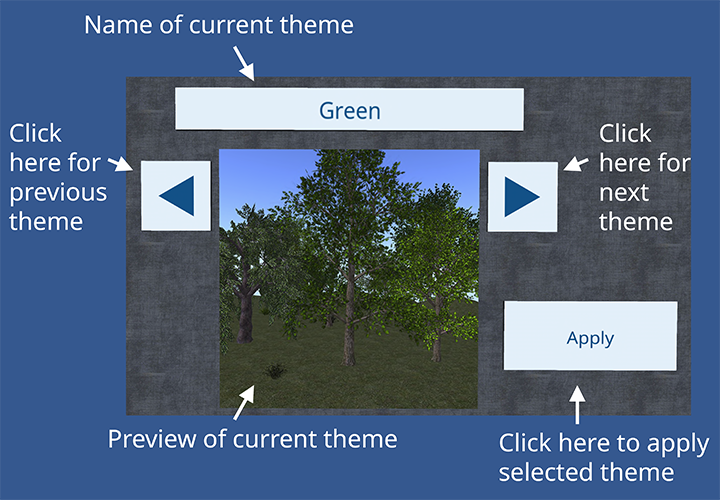 Name of current theme
Green
Click
here for
previous
theme
Click
here for
next
theme
Apply
Preview of current theme
Click here to apply
selected theme